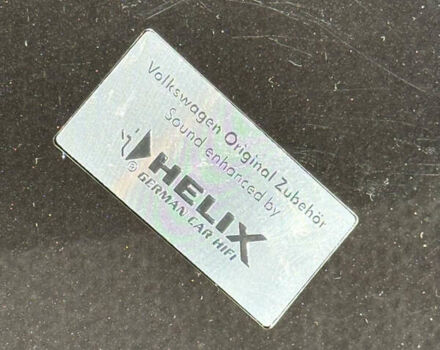 Volkswagen Original Zubehör
Sound enhanced by
HELIX
® GERMAN CAR HIFI